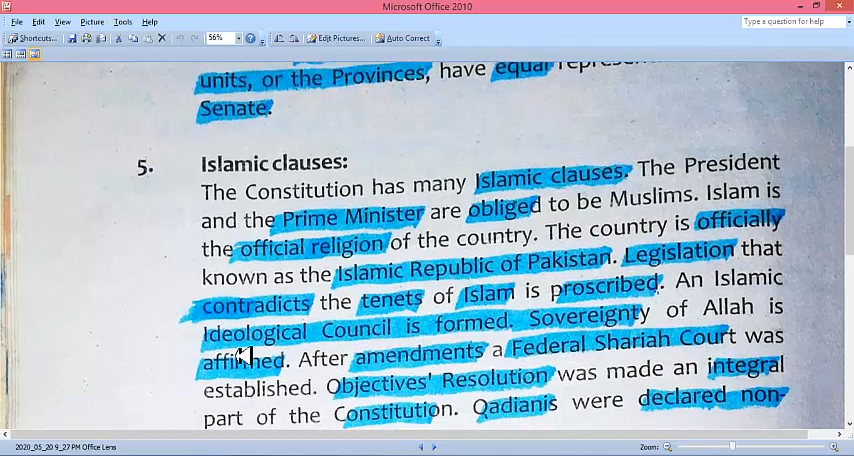 Microsoft Office 2010
File Edit View Picture Tools Help
Type a question for help
Shortcuts... 56% Edit Pictures... Auto Correct
units, or the Provinces, have equal
Senate.
5. Islamic clauses:
The Constitution has many Islamic clauses. The President
and the Prime Minister are obliged to be Muslims. Islam is
the official religion of the country. The country is officially
known as the Islamic Republic of Pakistan. Legislation that
contradicts the tenets of Islam is proscribed. An Islamic
Ideological Council is formed. Sovereignty of Allah is
affirmed. After amendments a Federal Shariah Court was
established. Objectives' Resolution was made an integral
part of the Constitution. Qadianis were declared non-
2020_05_20 9_27 PM Office Lens
Zoom: